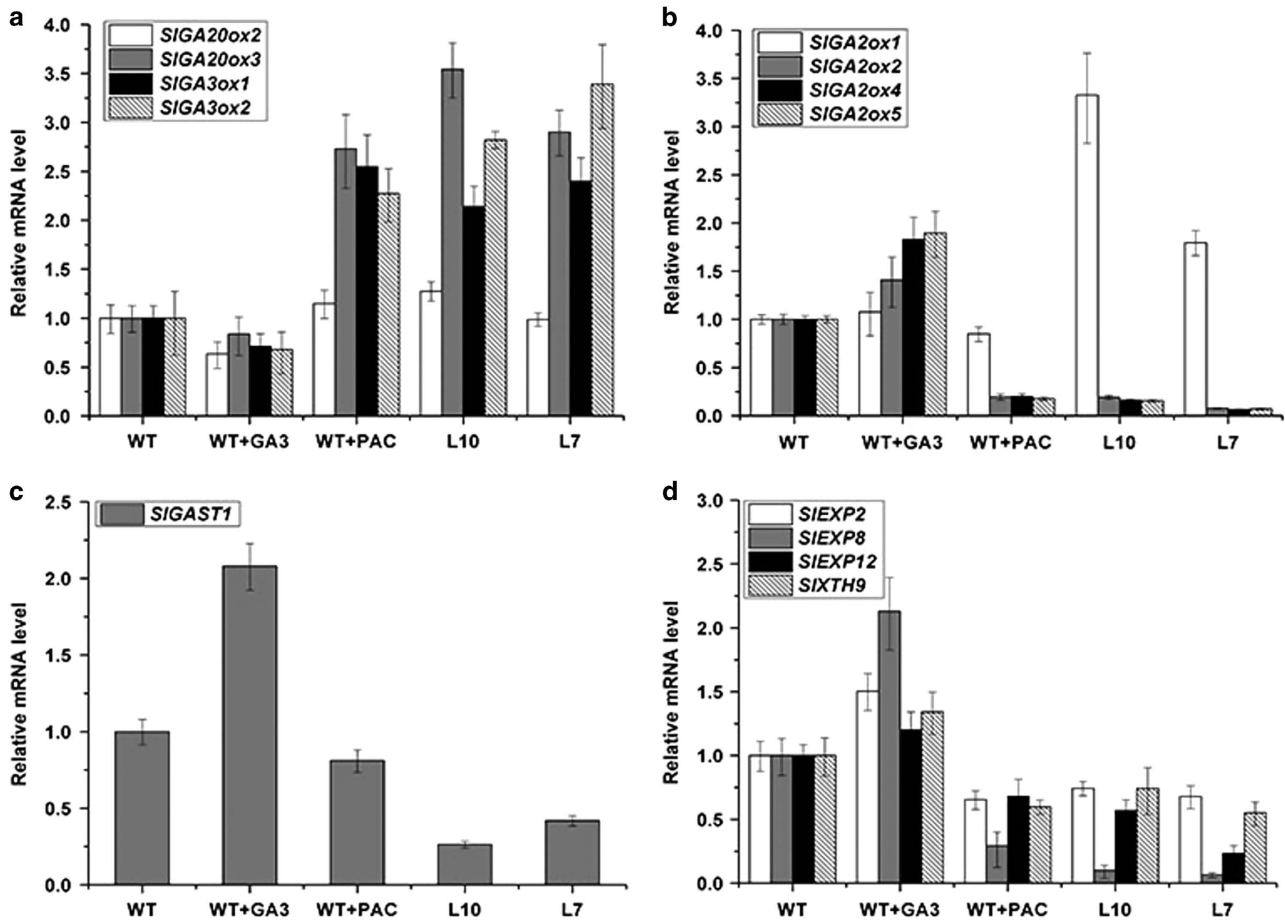 a
SlGA20ox2
SlGA20ox3
SlGA3ox1
SlGA3ox2
Relative mRNA level
4.0
3.5
3.0
2.5
2.0
1.5
1.0
0.5
0.0
WT WT+GA3 WT+PAC L10 L7
b
SlGA2ox1
SlGA2ox2
SlGA2ox4
SlGA2ox5
Relative mRNA level
4.0
3.5
3.0
2.5
2.0
1.5
1.0
0.5
0.0
WT WT+GA3 WT+PAC L10 L7
c
SlGAST1
Relative mRNA level
2.5
2.0
1.5
1.0
0.5
0.0
WT WT+GA3 WT+PAC L10 L7
d
SlEXP2
SlEXP8
SlEXP12
SlXTH9
Relative mRNA level
3.0
2.5
2.0
1.5
1.0
0.5
0.0
WT WT+GA3 WT+PAC L10 L7